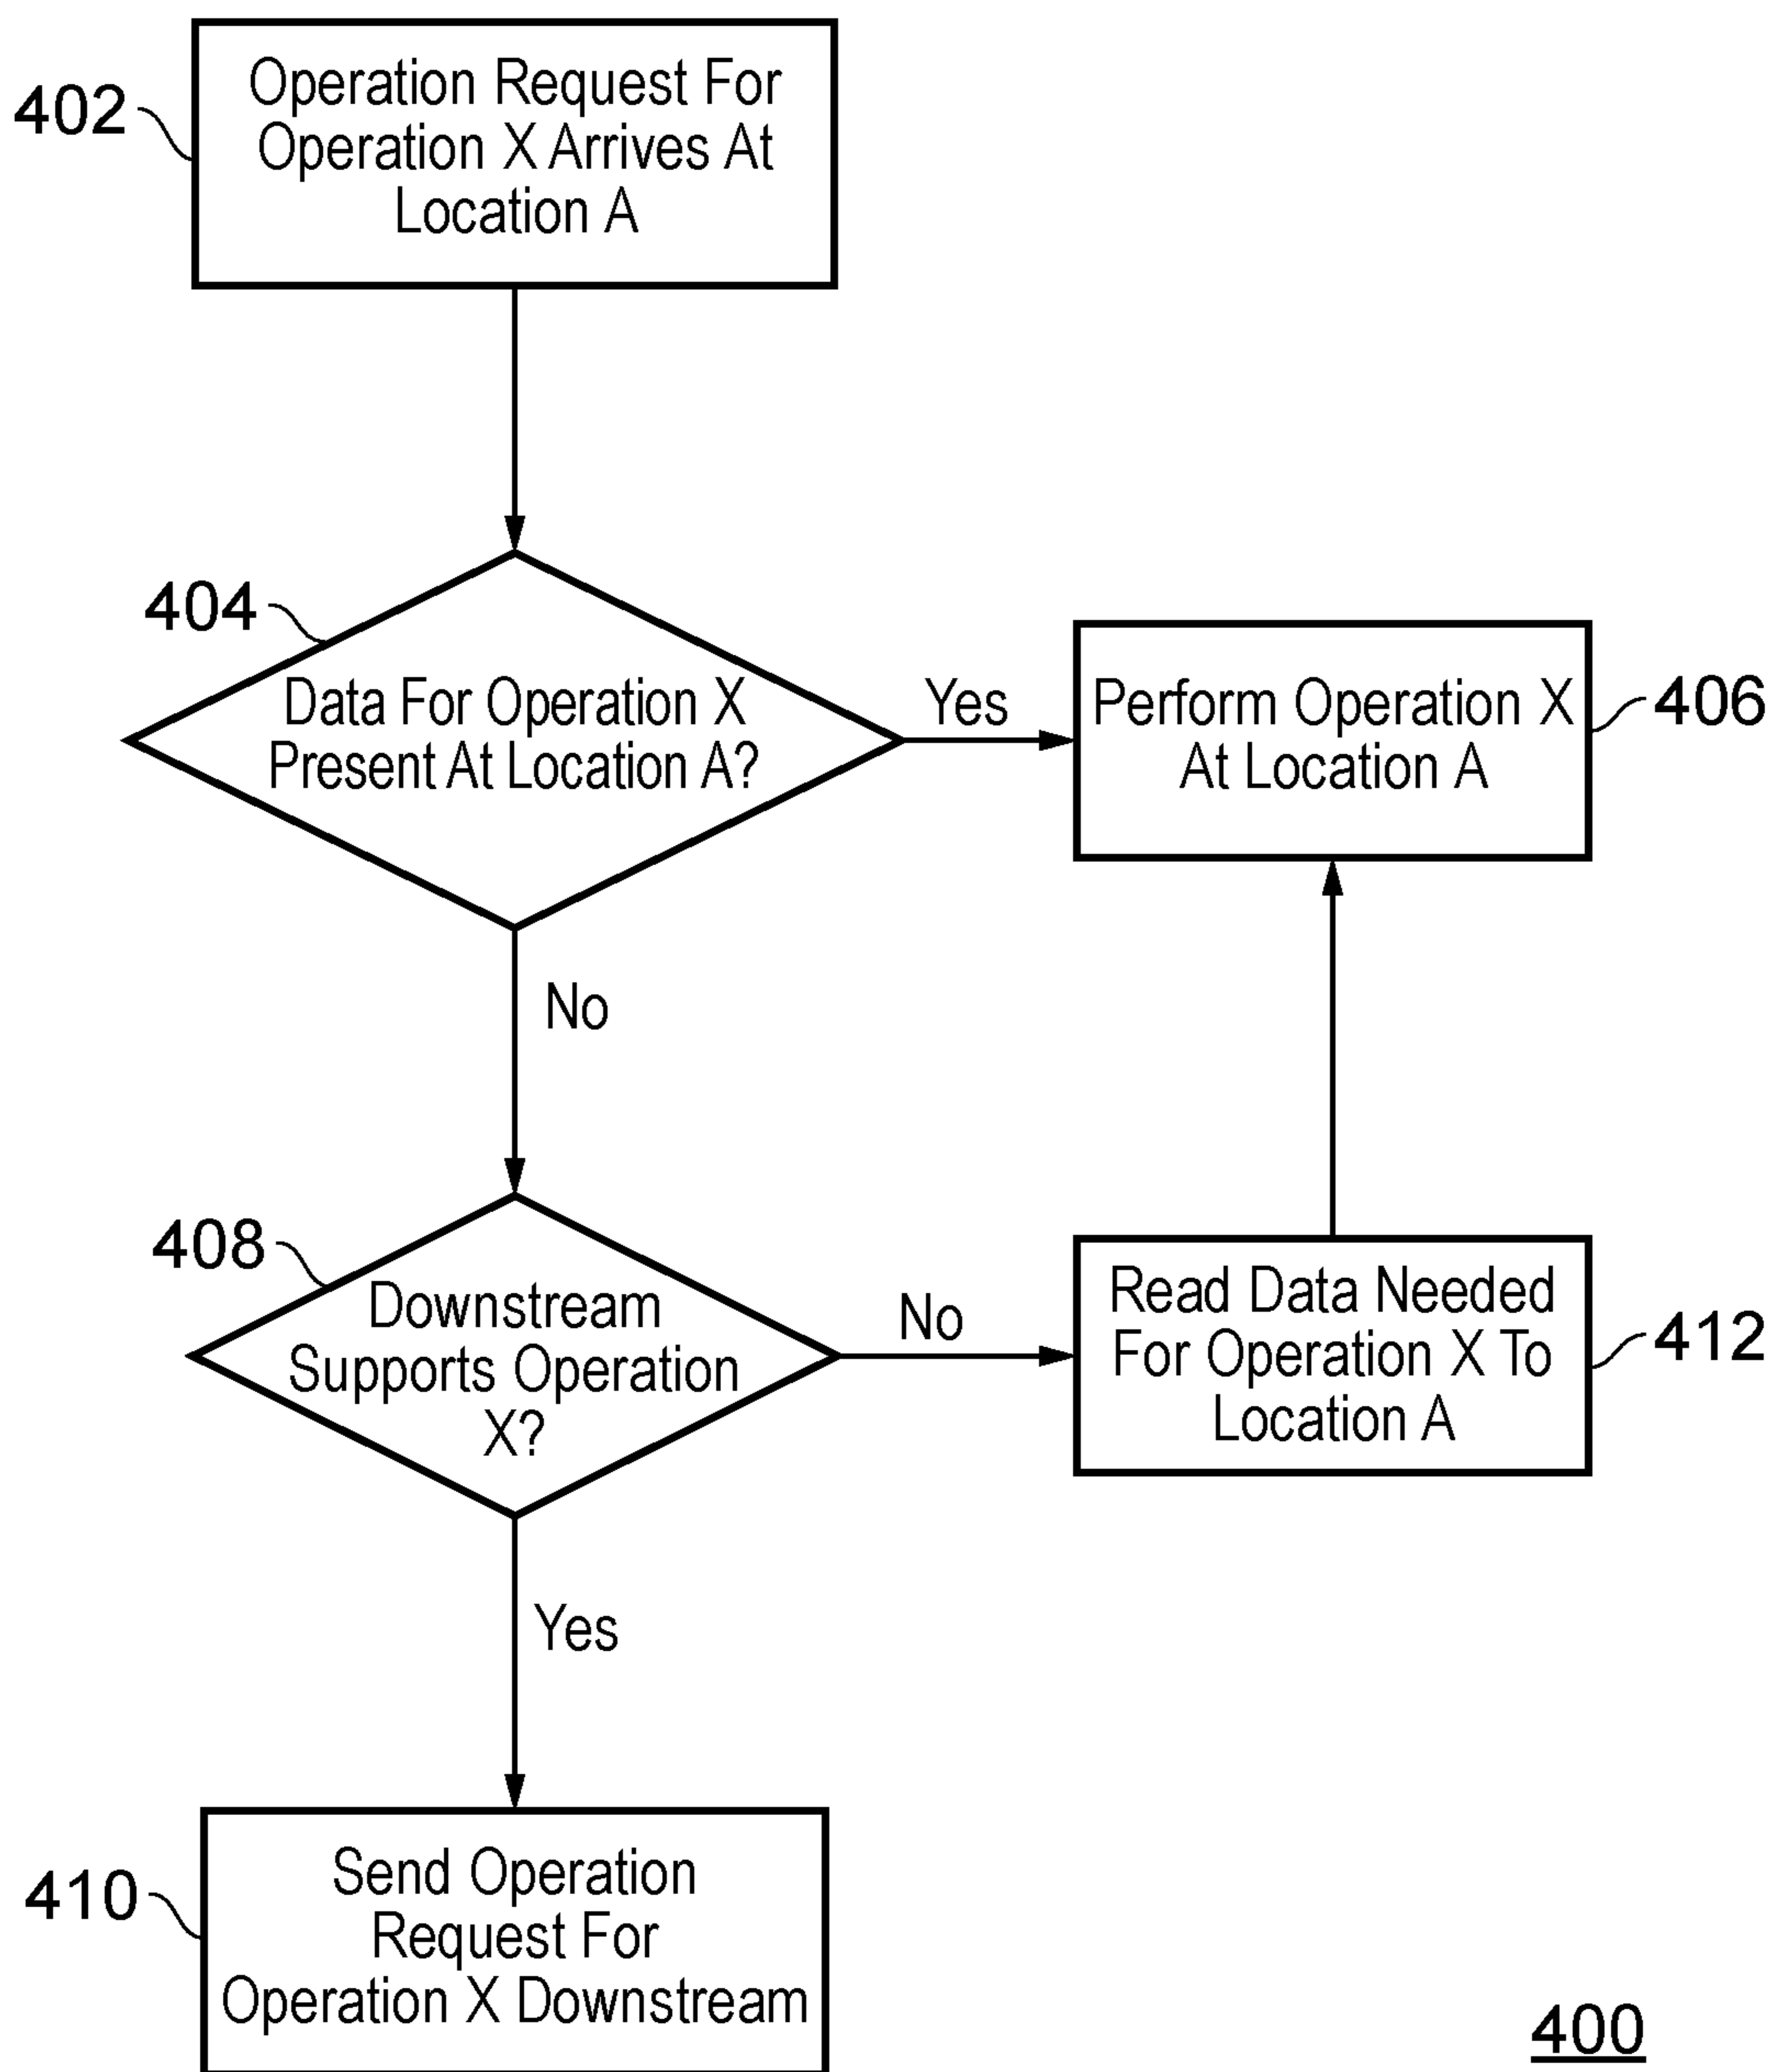 402
Operation Request For
Operation X Arrives At
Location A
404
Data For Operation X
Present At Location A?
Yes
Perform Operation X
At Location A
406
No
408
Downstream
Supports Operation
X?
No
Read Data Needed
For Operation X To
Location A
412
Yes
410
Send Operation
Request For
Operation X Downstream
400